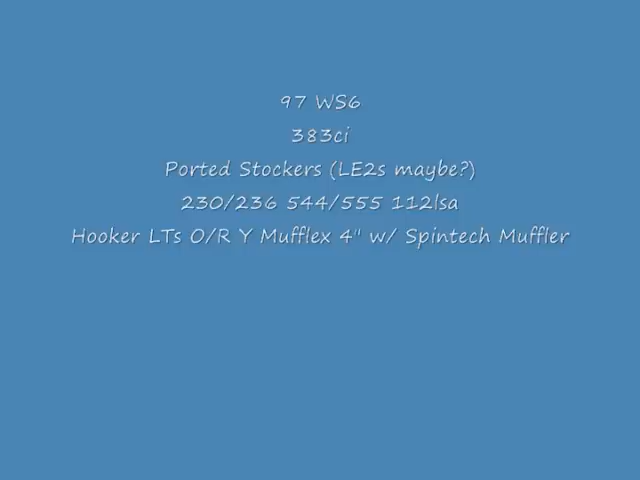 97 WS6
383ci
Ported Stockers (LE2s maybe?)
230/236 544/555 112lsa
Hooker LTs O/R Y Mufflex 4" w/ Spintech Muffler